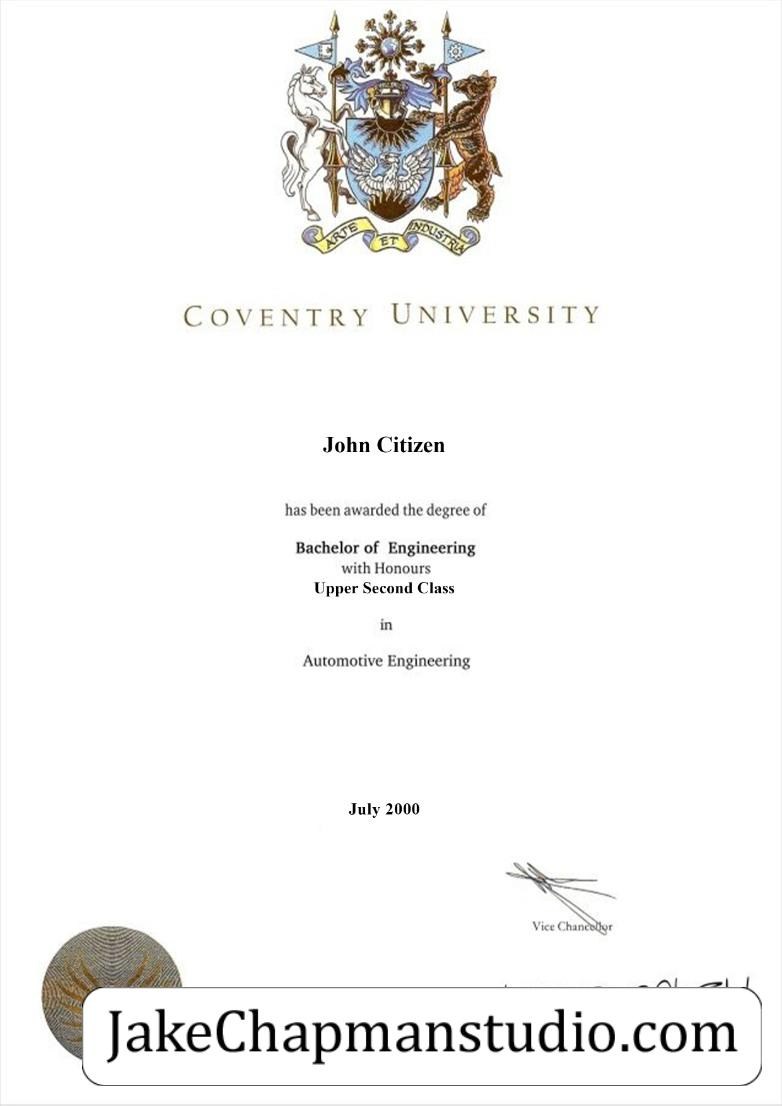 ARTE ET INDUSTRIA
COVENTRY UNIVERSITY
John Citizen
has been awarded the degree of
Bachelor of Engineering
with Honours
Upper Second Class
in
Automotive Engineering
July 2000
Vice Chancellor
JakeChapmanstudio.com